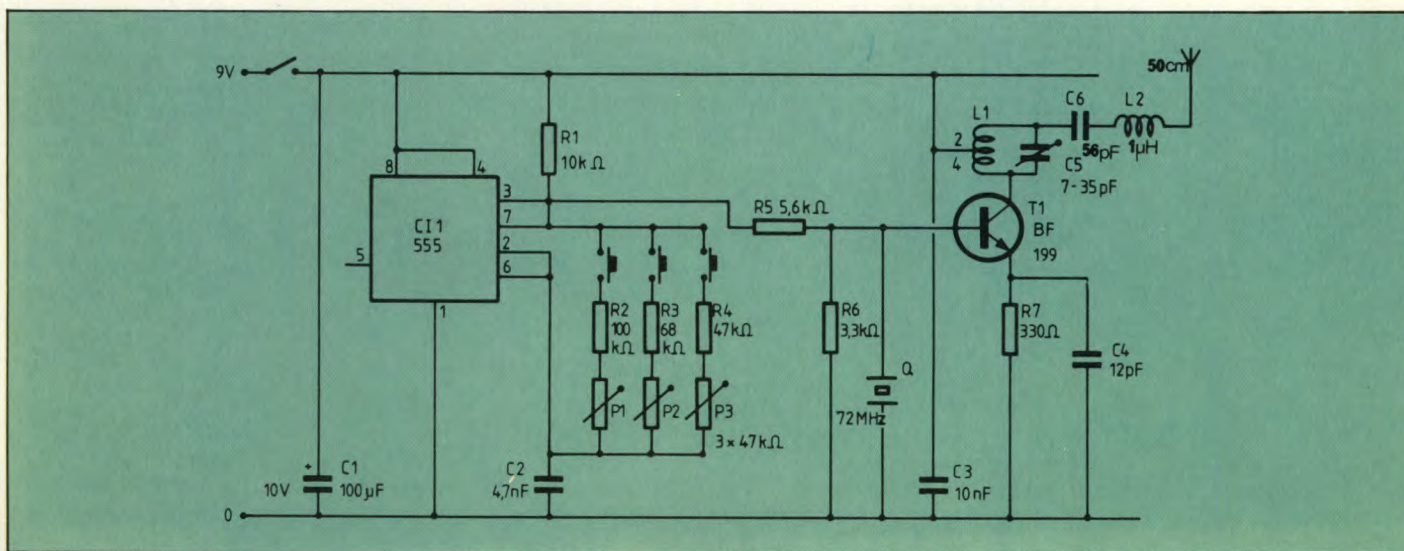 9V
50cm
L1
C6
L2
2
4
56pF
1μH
C5
7-35pF
R1
10kΩ
8
4
3
7
2
6
5
1
CI1
555
R5 5,6kΩ
T1
BF
199
R2
100
kΩ
R3
68
kΩ
R4
47kΩ
R6
3,3kΩ
R7
330Ω
C4
12pF
P1
P2
P3
3 × 47kΩ
Q
72MHz
+
10V
C1
100μF
C2
4,7nF
C3
10nF
0